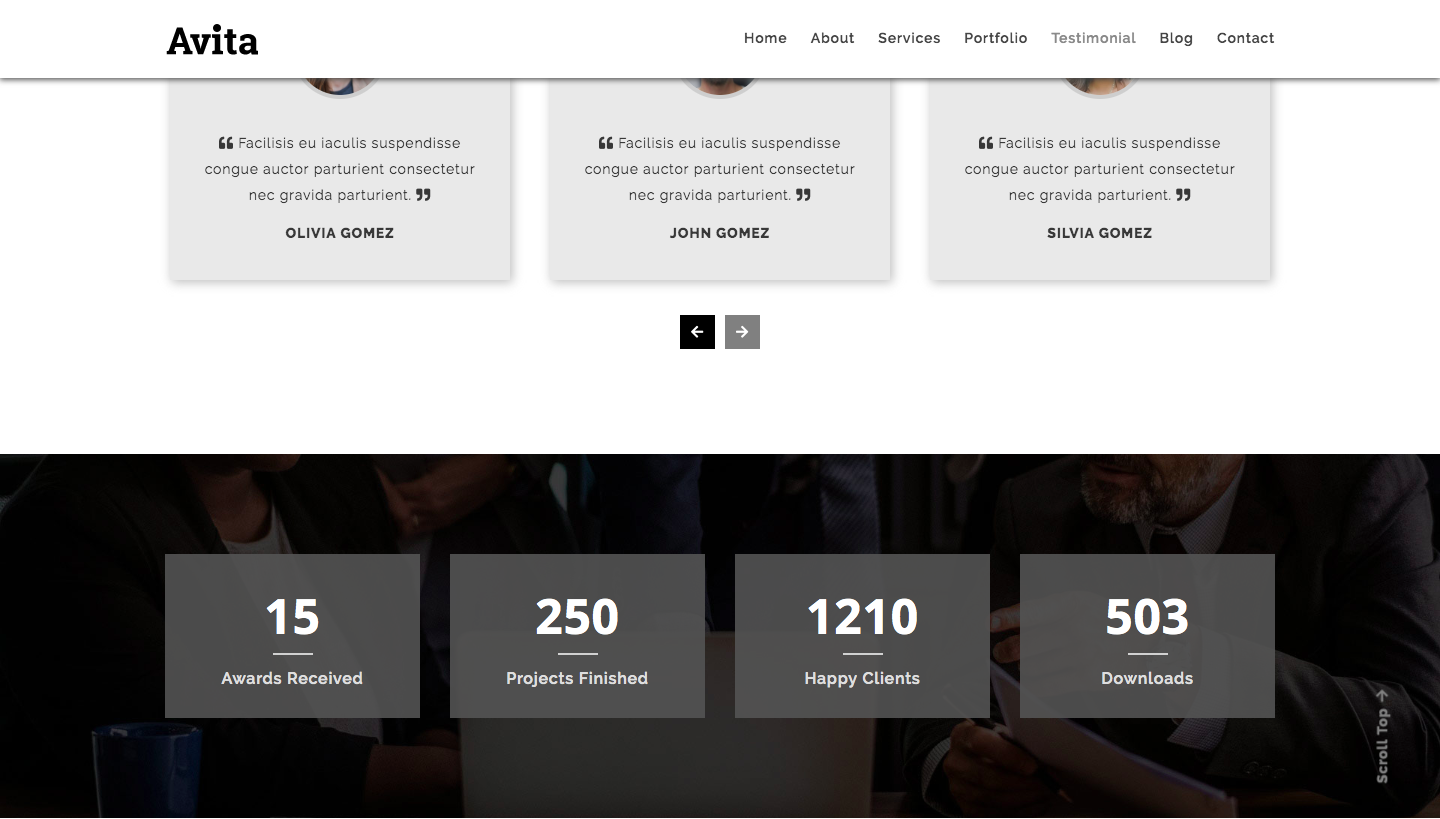 Avita
Home About Services Portfolio Testimonial Blog Contact
❝ Facilisis eu iaculis suspendisse
congue auctor parturient consectetur
nec gravida parturient. ❞
OLIVIA GOMEZ
❝ Facilisis eu iaculis suspendisse
congue auctor parturient consectetur
nec gravida parturient. ❞
JOHN GOMEZ
❝ Facilisis eu iaculis suspendisse
congue auctor parturient consectetur
nec gravida parturient. ❞
SILVIA GOMEZ
15
Awards Received
250
Projects Finished
1210
Happy Clients
503
Downloads
Scroll Top